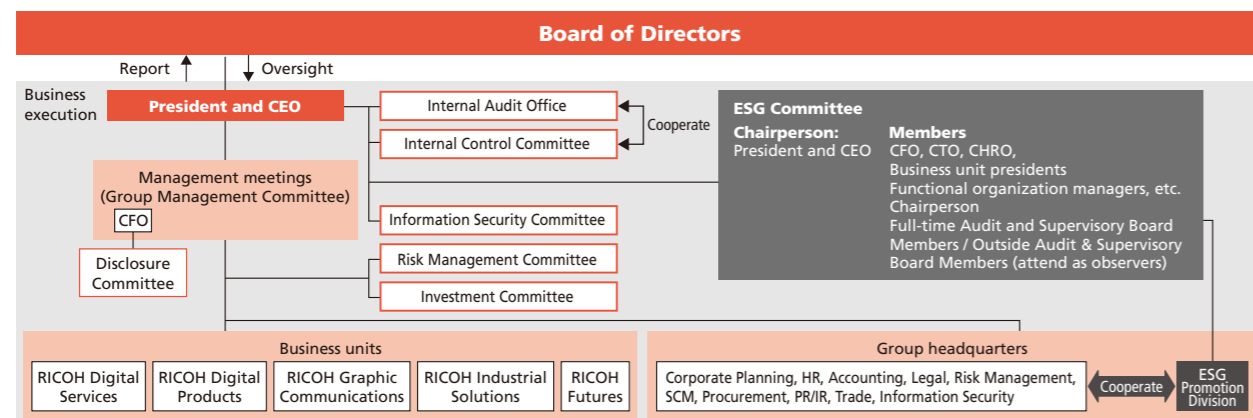 Board of Directors
Report
Oversight
Business
execution
President and CEO
Internal Audit Office
Cooperate
Internal Control Committee
Management meetings
(Group Management Committee)
CFO
Disclosure
Committee
Information Security Committee
Risk Management Committee
Investment Committee
ESG Committee
Chairperson:
President and CEO
Members
CFO, CTO, CHRO,
Business unit presidents
Functional organization managers, etc.
Chairperson
Full-time Audit and Supervisory Board
Members / Outside Audit & Supervisory
Board Members (attend as observers)
Business units
RICOH Digital
Services
RICOH Digital
Products
RICOH Graphic
Communications
RICOH Industrial
Solutions
RICOH
Futures
Group headquarters
Corporate Planning, HR, Accounting, Legal, Risk Management,
SCM, Procurement, PR/IR, Trade, Information Security
Cooperate
ESG
Promotion
Division